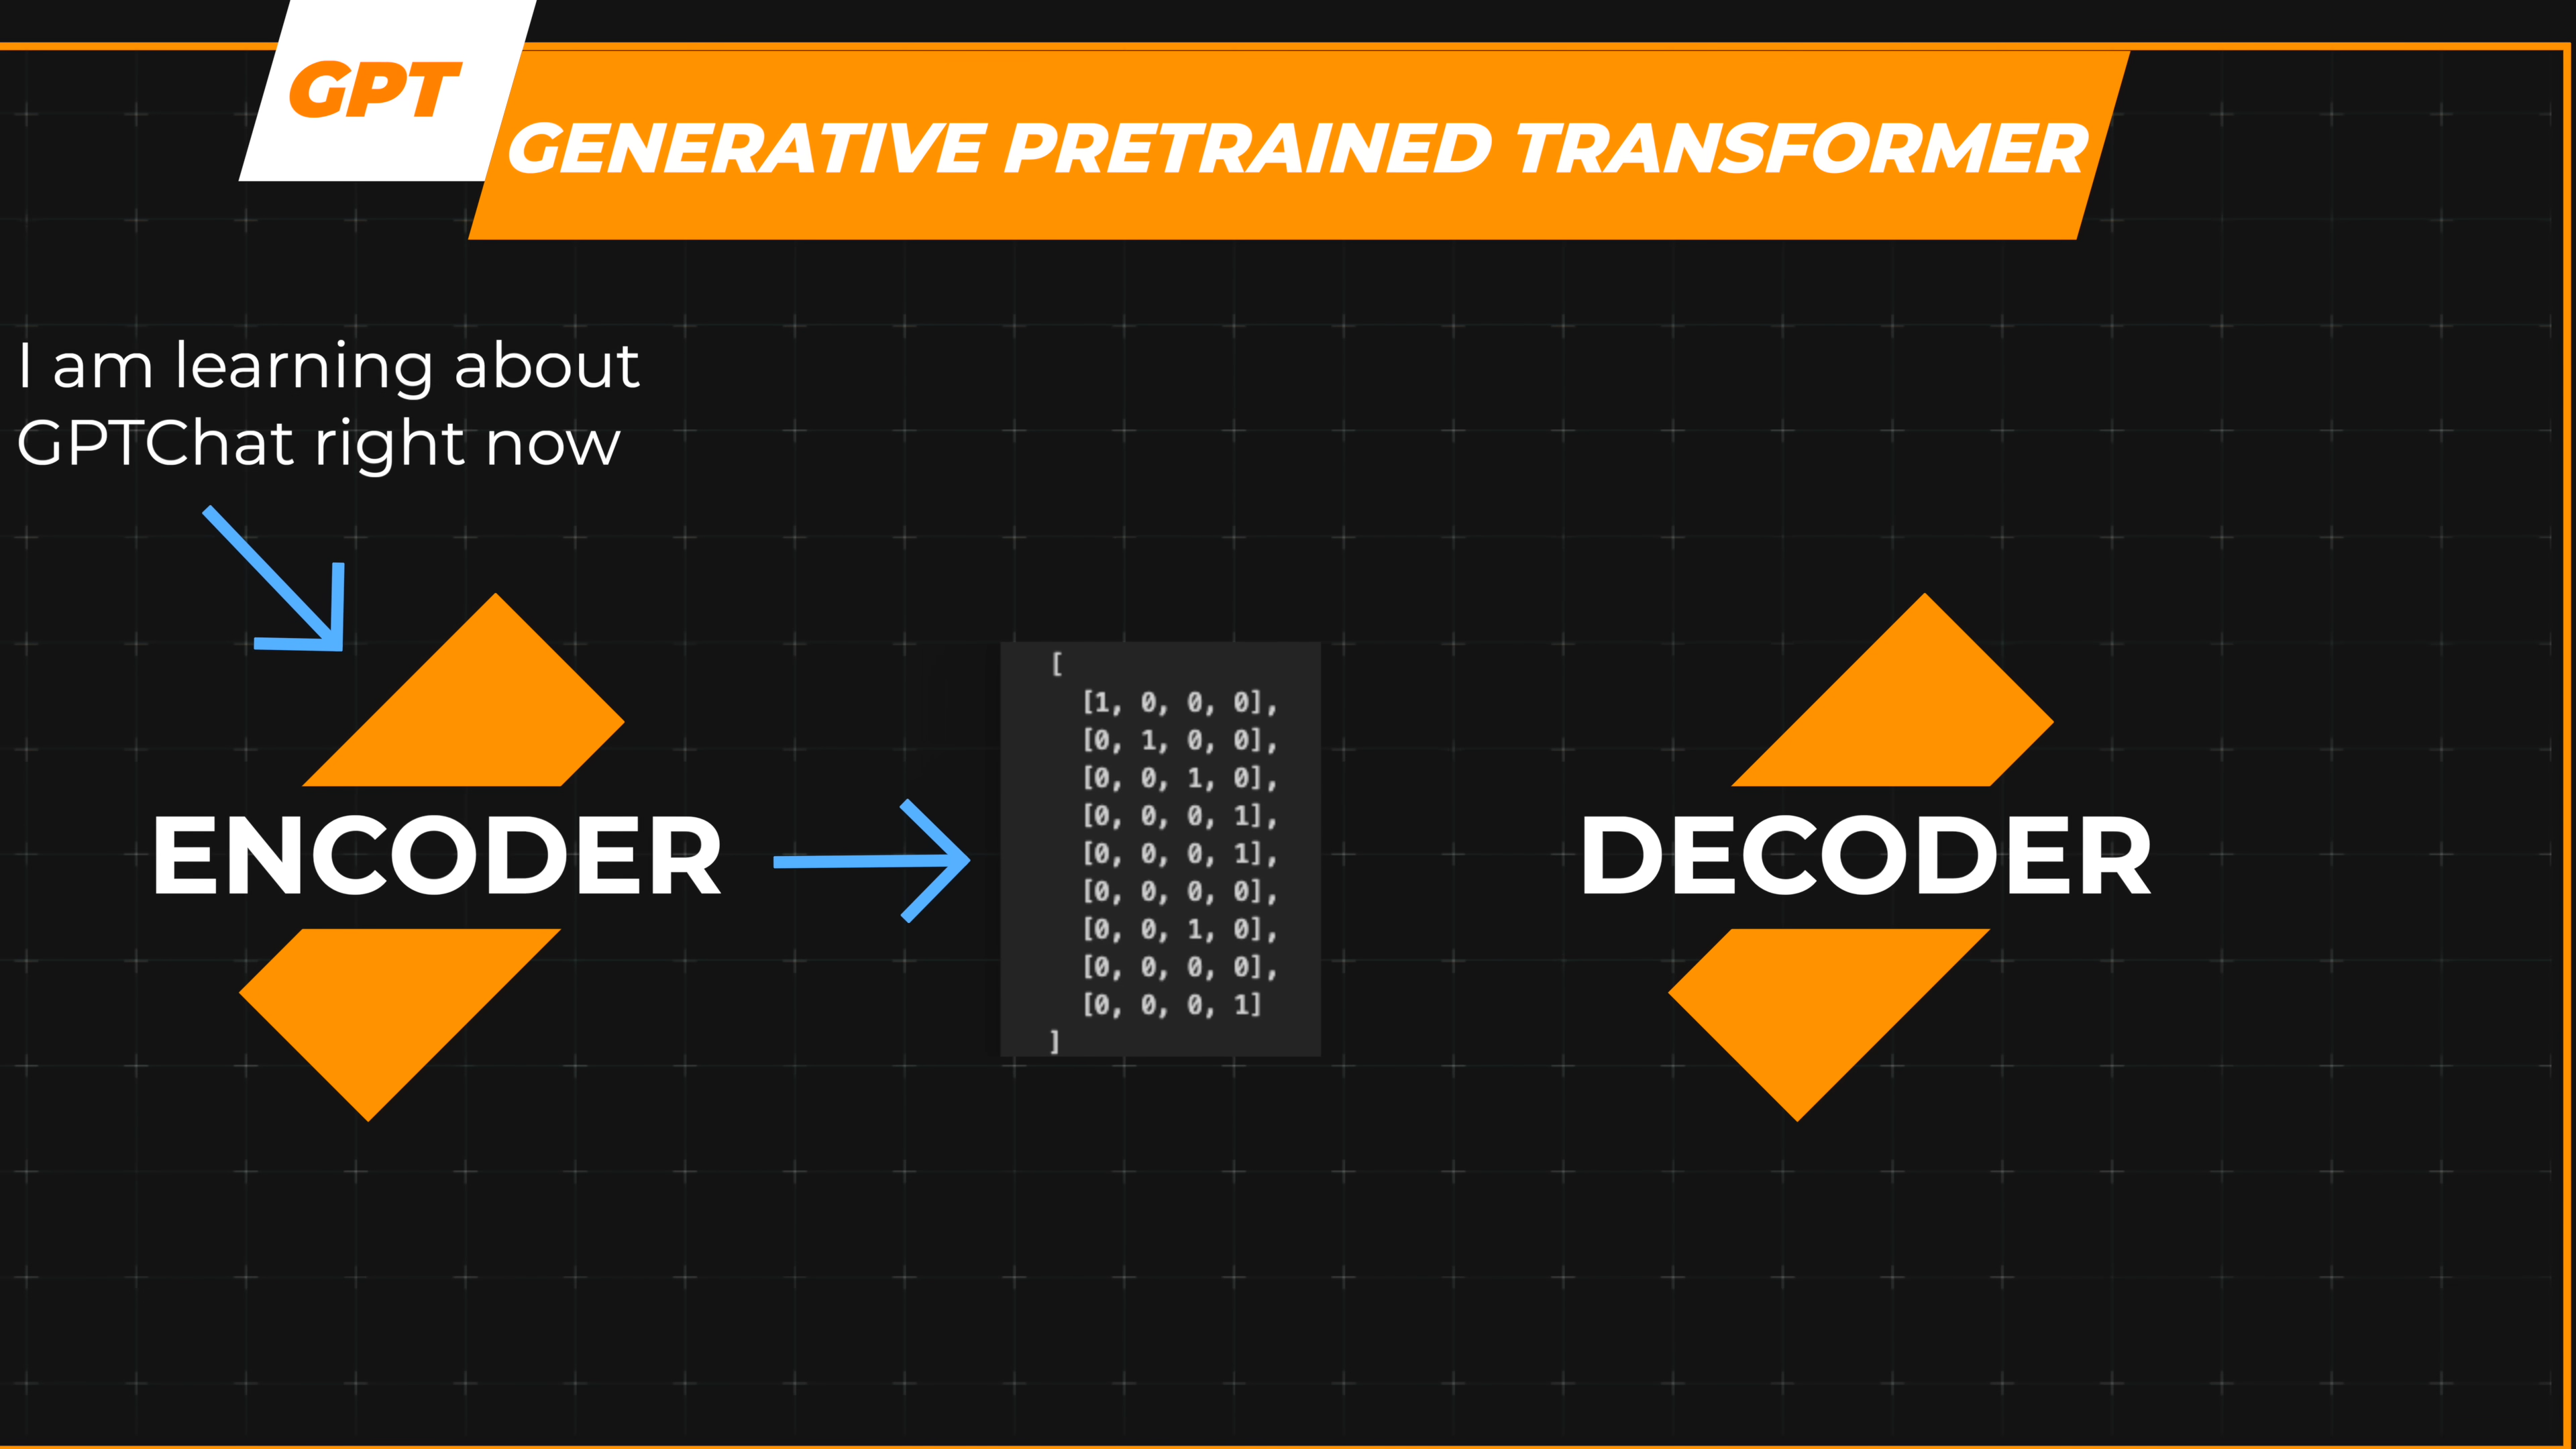 GPT
GENERATIVE PRETRAINED TRANSFORMER
I am learning about
GPTChat right now
ENCODER
[
[1, 0, 0, 0],
[0, 1, 0, 0],
[0, 0, 1, 0],
[0, 0, 0, 1],
[0, 0, 0, 1],
[0, 0, 0, 0],
[0, 0, 1, 0],
[0, 0, 0, 0],
[0, 0, 0, 1]
]
DECODER